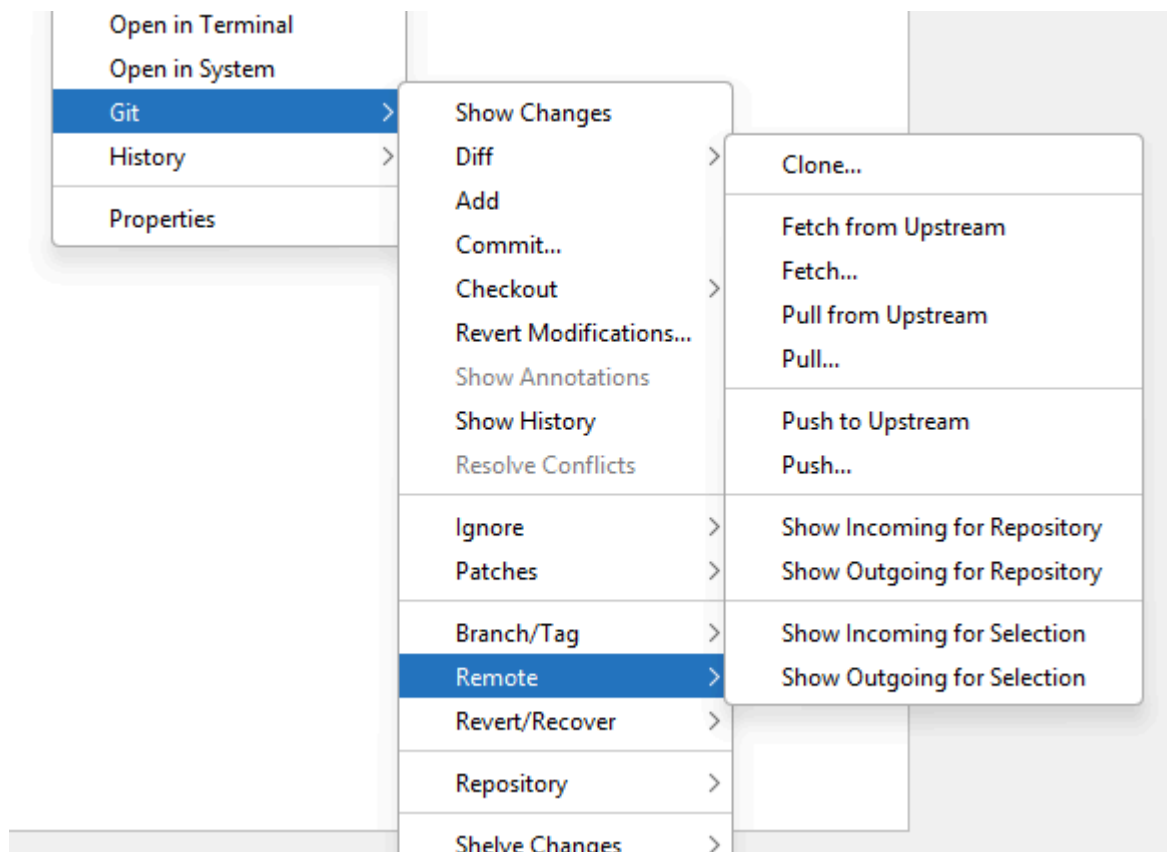 Open in Terminal
Open in System
Git
History
Properties
Show Changes
Diff
Add
Commit...
Checkout
Revert Modifications...
Show Annotations
Show History
Resolve Conflicts
Ignore
Patches
Branch/Tag
Remote
Revert/Recover
Repository
Shelve Changes
Clone...
Fetch from Upstream
Fetch...
Pull from Upstream
Pull...
Push to Upstream
Push...
Show Incoming for Repository
Show Outgoing for Repository
Show Incoming for Selection
Show Outgoing for Selection